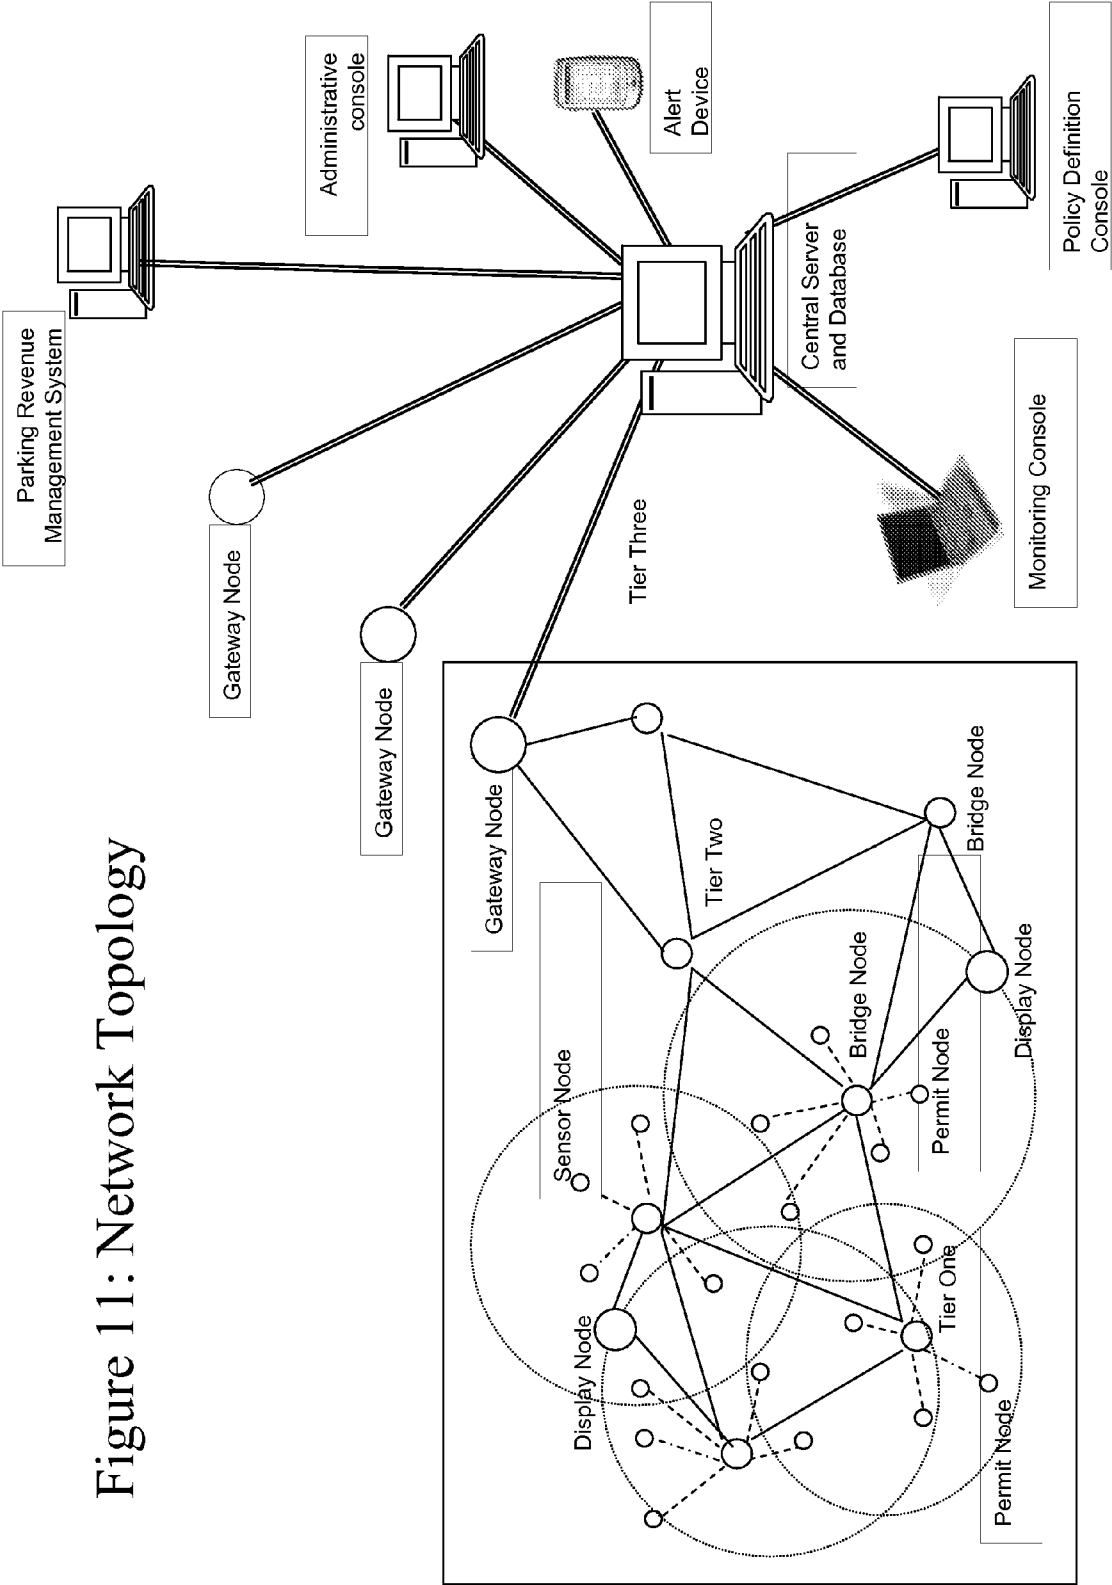 Figure 11: Network Topology
Parking Revenue
Management System
Administrative
console
Alert
Device
Policy Definition
Console
Central Server
and Database
Monitoring Console
Gateway Node
Gateway Node
Gateway Node
Tier Three
Tier Two
Bridge Node
Bridge Node
Display Node
Permit Node
Sensor Node
Display Node
Tier One
Permit Node